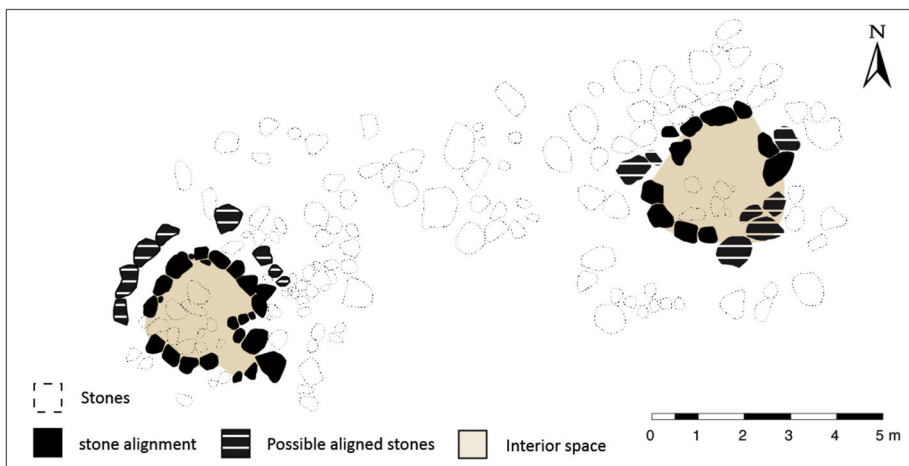 N
Stones
stone alignment Possible aligned stones Interior space
0 1 2 3 4 5 m